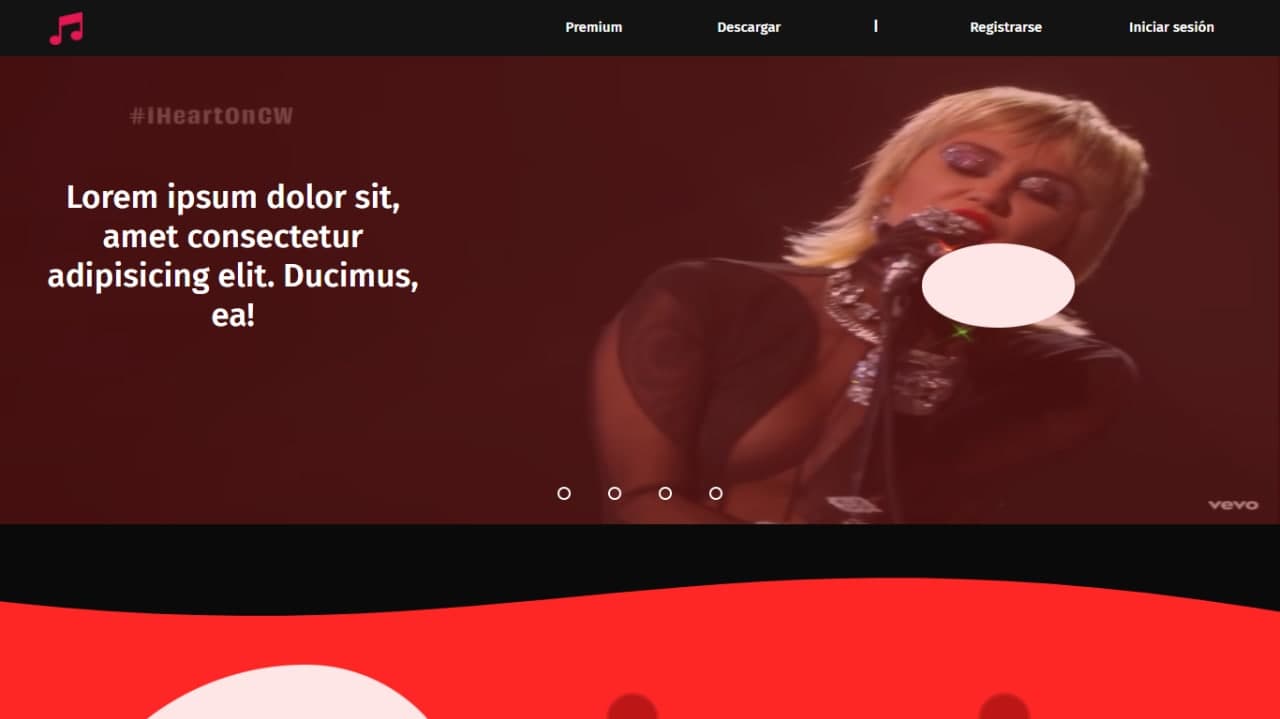 Premium Descargar | Registrarse Iniciar sesión
#iHeartOnCW
Lorem ipsum dolor sit,
amet consectetur
adipisicing elit. Ducimus,
ea!
vevo